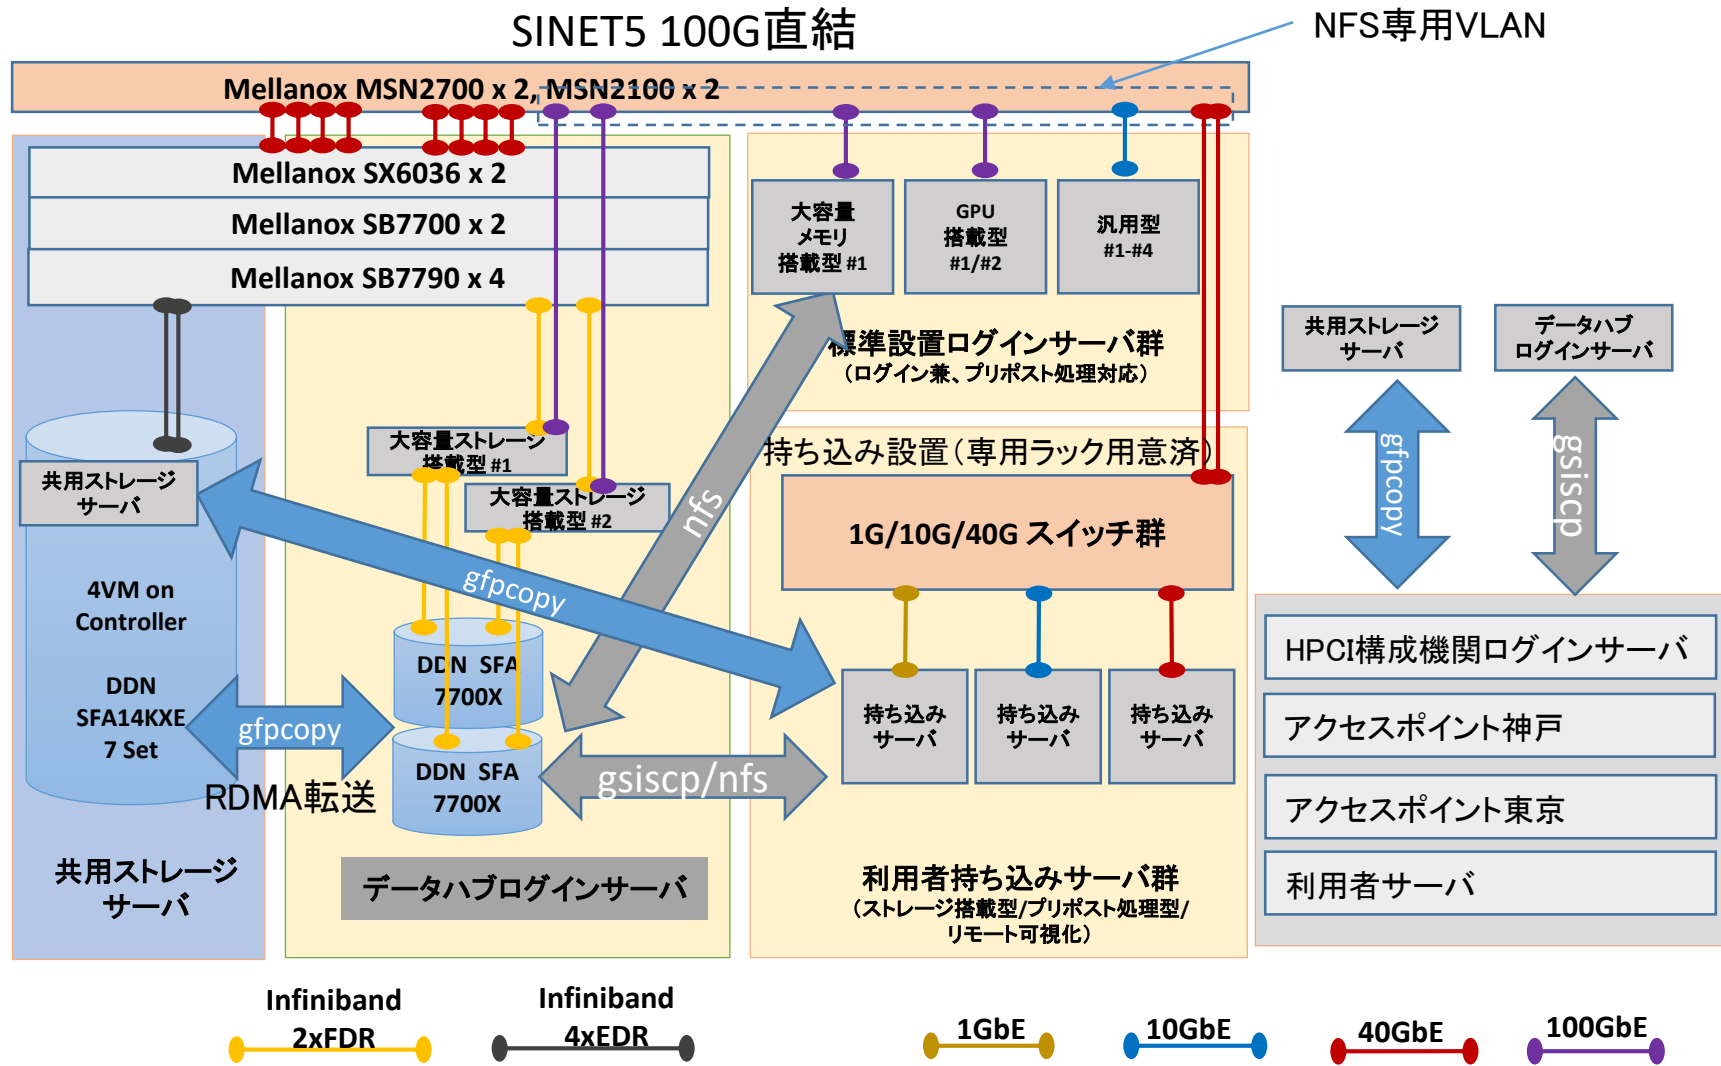 SINET5 100G直結
NFS専用VLAN
Mellanox MSN2700 x 2, MSN2100 x 2
Mellanox SX6036 x 2
Mellanox SB7700 x 2
Mellanox SB7790 x 4
大容量
メモリ
搭載型 #1
GPU
搭載型
#1/#2
汎用型
#1-#4
標準設置ログインサーバ群
（ログイン兼、プリポスト処理対応）
共用ストレージ
サーバ
データハブ
ログインサーバ
gfpcopy
gsiscp
大容量ストレージ
搭載型 #1
大容量ストレージ
搭載型 #2
共用ストレージ
サーバ
持ち込み設置（専用ラック用意済）
nfs
1G/10G/40G スイッチ群
gfpcopy
4VM on
Controller
DDN
SFA14KXE
7 Set
DDN SFA
7700X
DDN SFA
7700X
gfpcopy
RDMA転送
gsiscp/nfs
持ち込み
サーバ
持ち込み
サーバ
持ち込み
サーバ
HPCI構成機関ログインサーバ
アクセスポイント神戸
アクセスポイント東京
利用者サーバ
共用ストレージ
サーバ
データハブログインサーバ
利用者持ち込みサーバ群
（ストレージ搭載型/プリポスト処理型/
リモート可視化）
Infiniband
2xFDR
Infiniband
4xEDR
1GbE
10GbE
40GbE
100GbE